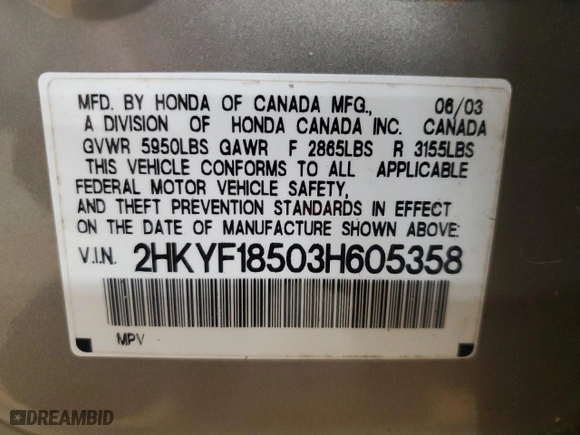 MFD. BY HONDA OF CANADA MFG., 06/03
A DIVISION OF HONDA CANADA INC. CANADA
GVWR 5950LBS GAWR F 2865LBS R 3155LBS
THIS VEHICLE CONFORMS TO ALL APPLICABLE
FEDERAL MOTOR VEHICLE SAFETY,
AND THEFT PREVENTION STANDARDS IN EFFECT
ON THE DATE OF MANUFACTURE SHOWN ABOVE:
V.I.N. 2HKYF18503H605358
MPV
DREAMBID